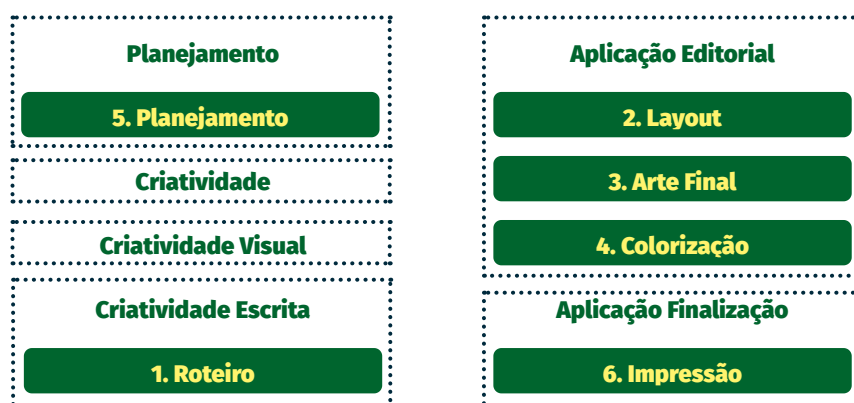 Planejamento
5. Planejamento
Criatividade
Criatividade Visual
Criatividade Escrita
1. Roteiro
Aplicação Editorial
2. Layout
3. Arte Final
4. Colorização
Aplicação Finalização
6. Impressão